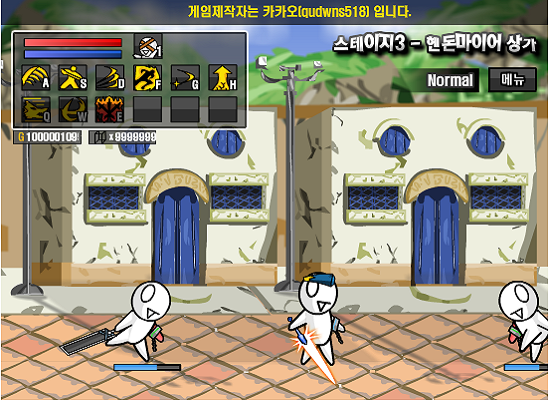 게임제작자는 카카오(qudwns518) 입니다.
스테이지3 - 헨돈마이어 상가
Normal 메뉴
1
A S D F G H
Q W E
G 100000109 x9999999